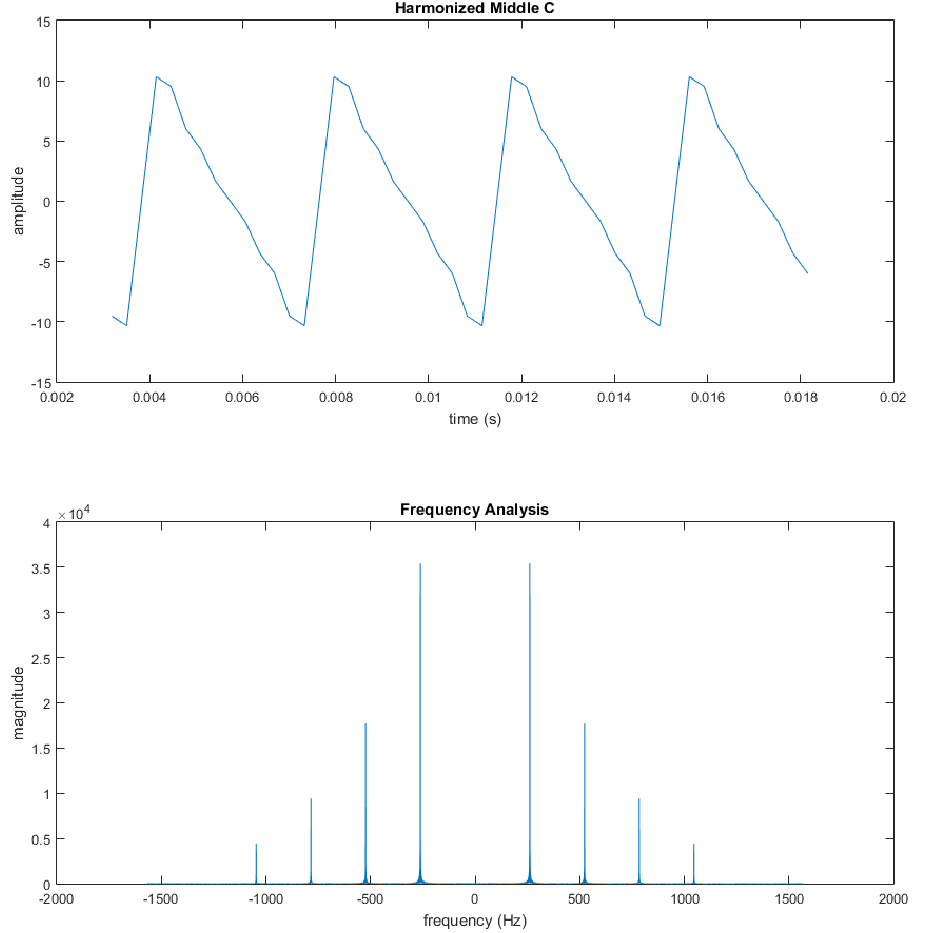 Harmonized Middle C
15
10
5
0
-5
-10
-15
amplitude
0.002 0.004 0.006 0.008 0.01 0.012 0.014 0.016 0.018 0.02
time (s)
Frequency Analysis
×10⁴
4
3.5
3
2.5
2
1.5
1
0.5
0
magnitude
-2000 -1500 -1000 -500 0 500 1000 1500 2000
frequency (Hz)